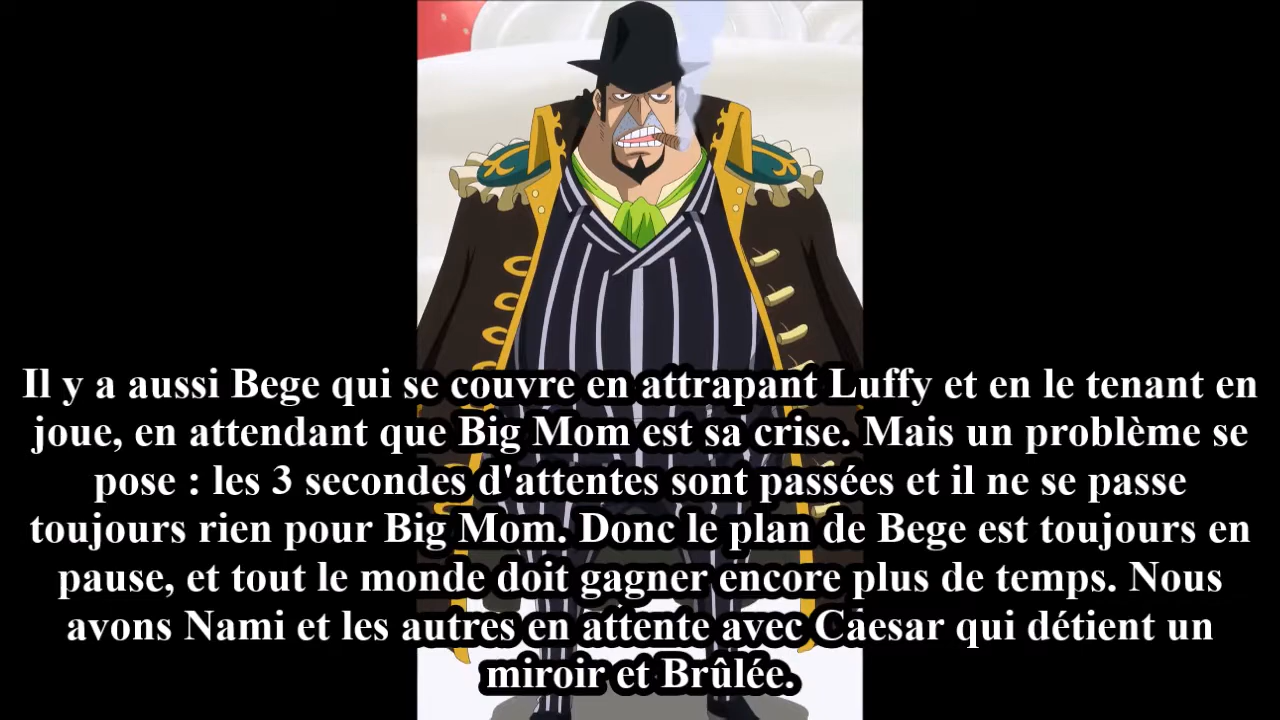 Il y a aussi Bege qui se couvre en attrapant Luffy et en le tenant en
joue, en attendant que Big Mom est sa crise. Mais un problème se
pose : les 3 secondes d'attentes sont passées et il ne se passe
toujours rien pour Big Mom. Donc le plan de Bege est toujours en
pause, et tout le monde doit gagner encore plus de temps. Nous
avons Nami et les autres en attente avec Caesar qui détient un
miroir et Brûlée.